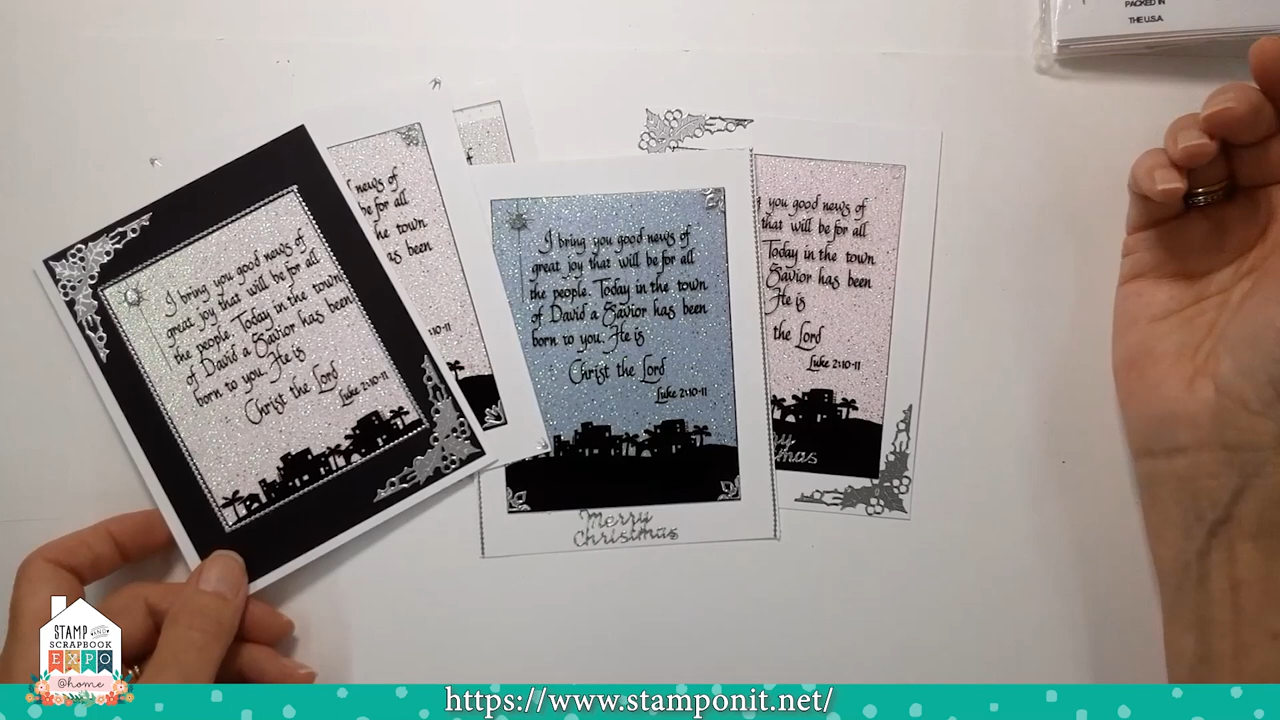 PACKED IN
THE U.S.A.
I bring you good news of
great joy that will be for all
the people. Today in the town
of David a Savior has been
born to you. He is
Christ the Lord
Luke 2:10-11
news of
be for all
the town
as been
10-11
I bring you good news of
great joy that will be for all
the people. Today in the town
of David a Savior has been
born to you. He is
Christ the Lord
Luke 2:10-11
Merry
Christmas
you good news of
that will be for all
Today in the town
Savior has been
He is
the Lord
Luke 2:10-11
STAMP AND
SCRAPBOOK
EXPO
@home
https://www.stamponit.net/